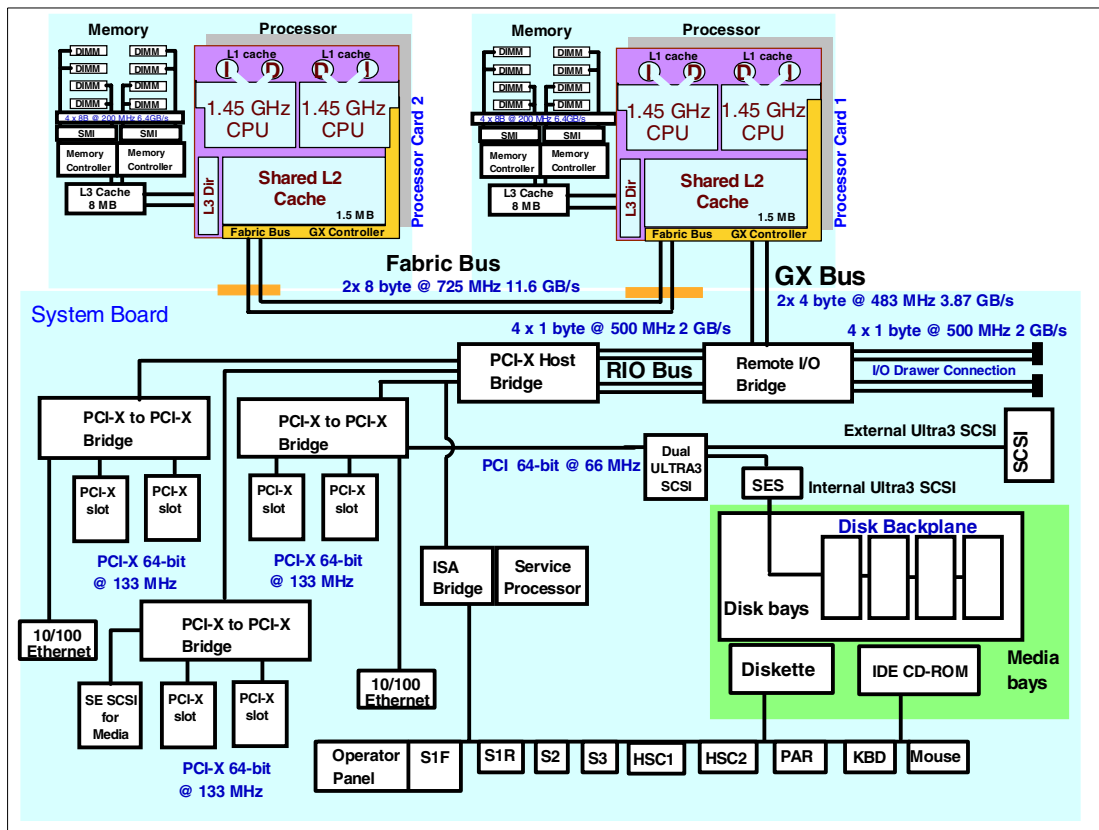 Memory
Processor
DIMM
DIMM
DIMM
DIMM
DIMM
DIMM
DIMM
DIMM
4 x 8B @ 200 MHz 6.4GB/s
SMI
SMI
Memory
Controller
Memory
Controller
L3 Cache
8 MB
L1 cache
L1 cache
I
D
D
I
1.45 GHz
CPU
1.45 GHz
CPU
L3 Dir
Shared L2
Cache
1.5 MB
Fabric Bus
GX Controller
Processor Card 2
Memory
Processor
DIMM
DIMM
DIMM
DIMM
DIMM
DIMM
DIMM
DIMM
4 x 8B @ 200 MHz 6.4GB/s
SMI
SMI
Memory
Controller
Memory
Controller
L3 Cache
8 MB
L1 cache
L1 cache
I
D
D
I
1.45 GHz
CPU
1.45 GHz
CPU
L3 Dir
Shared L2
Cache
1.5 MB
Fabric Bus
GX Controller
Processor Card 1
Fabric Bus
2x 8 byte @ 725 MHz 11.6 GB/s
GX Bus
2x 4 byte @ 483 MHz 3.87 GB/s
System Board
4 x 1 byte @ 500 MHz 2 GB/s
4 x 1 byte @ 500 MHz 2 GB/s
PCI-X Host
Bridge
RIO Bus
Remote I/O
Bridge
I/O Drawer Connection
PCI-X to PCI-X
Bridge
PCI-X to PCI-X
Bridge
External Ultra3 SCSI
SCSI
PCI 64-bit @ 66 MHz
Dual
ULTRA3
SCSI
SES
Internal Ultra3 SCSI
PCI-X
slot
PCI-X
slot
PCI-X
slot
PCI-X
slot
PCI-X 64-bit
@ 133 MHz
PCI-X 64-bit
@ 133 MHz
Disk Backplane
Disk bays
ISA
Bridge
Service
Processor
10/100
Ethernet
PCI-X to PCI-X
Bridge
10/100
Ethernet
Diskette
IDE CD-ROM
Media
bays
SE SCSI
for
Media
PCI-X
slot
PCI-X
slot
PCI-X 64-bit
@ 133 MHz
Operator
Panel
S1F
S1R
S2
S3
HSC1
HSC2
PAR
KBD
Mouse